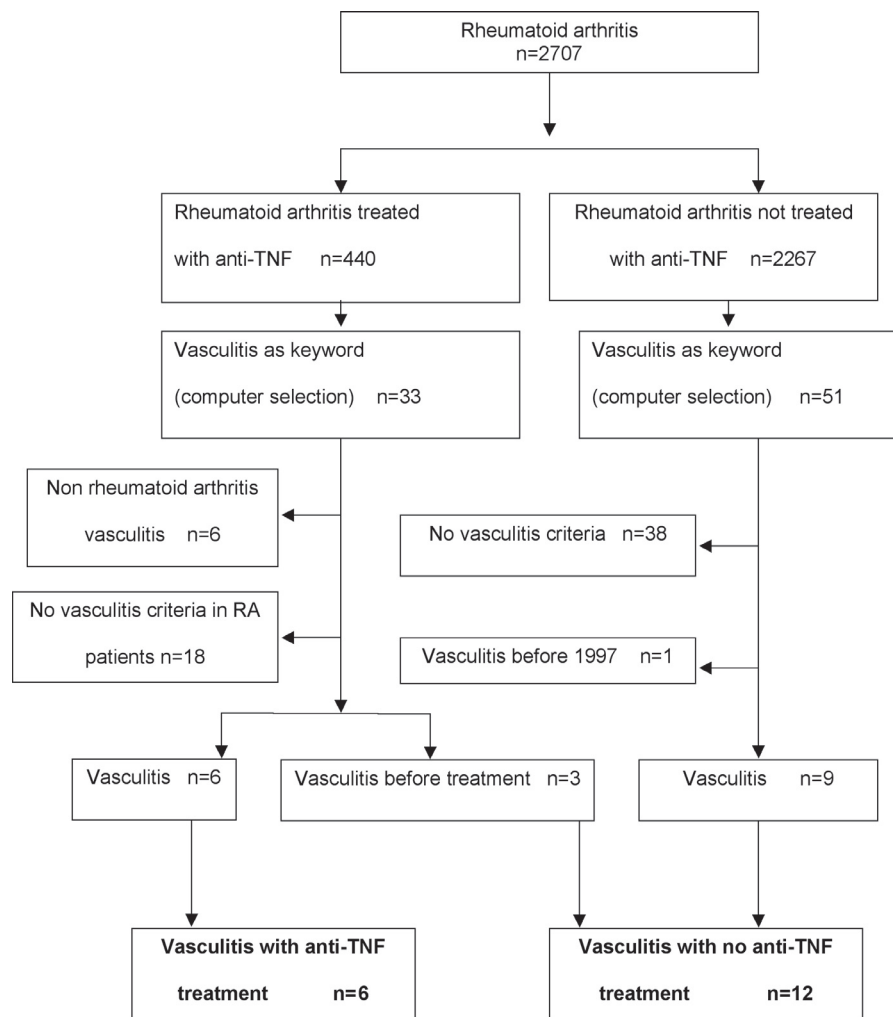 Rheumatoid arthritis
n=2707
Rheumatoid arthritis treated
with anti-TNF n=440
Rheumatoid arthritis not treated
with anti-TNF n=2267
Vasculitis as keyword
(computer selection) n=33
Vasculitis as keyword
(computer selection) n=51
Non rheumatoid arthritis
vasculitis n=6
No vasculitis criteria n=38
No vasculitis criteria in RA
patients n=18
Vasculitis before 1997 n=1
Vasculitis n=6
Vasculitis before treatment n=3
Vasculitis n=9
Vasculitis with anti-TNF
treatment n=6
Vasculitis with no anti-TNF
treatment n=12